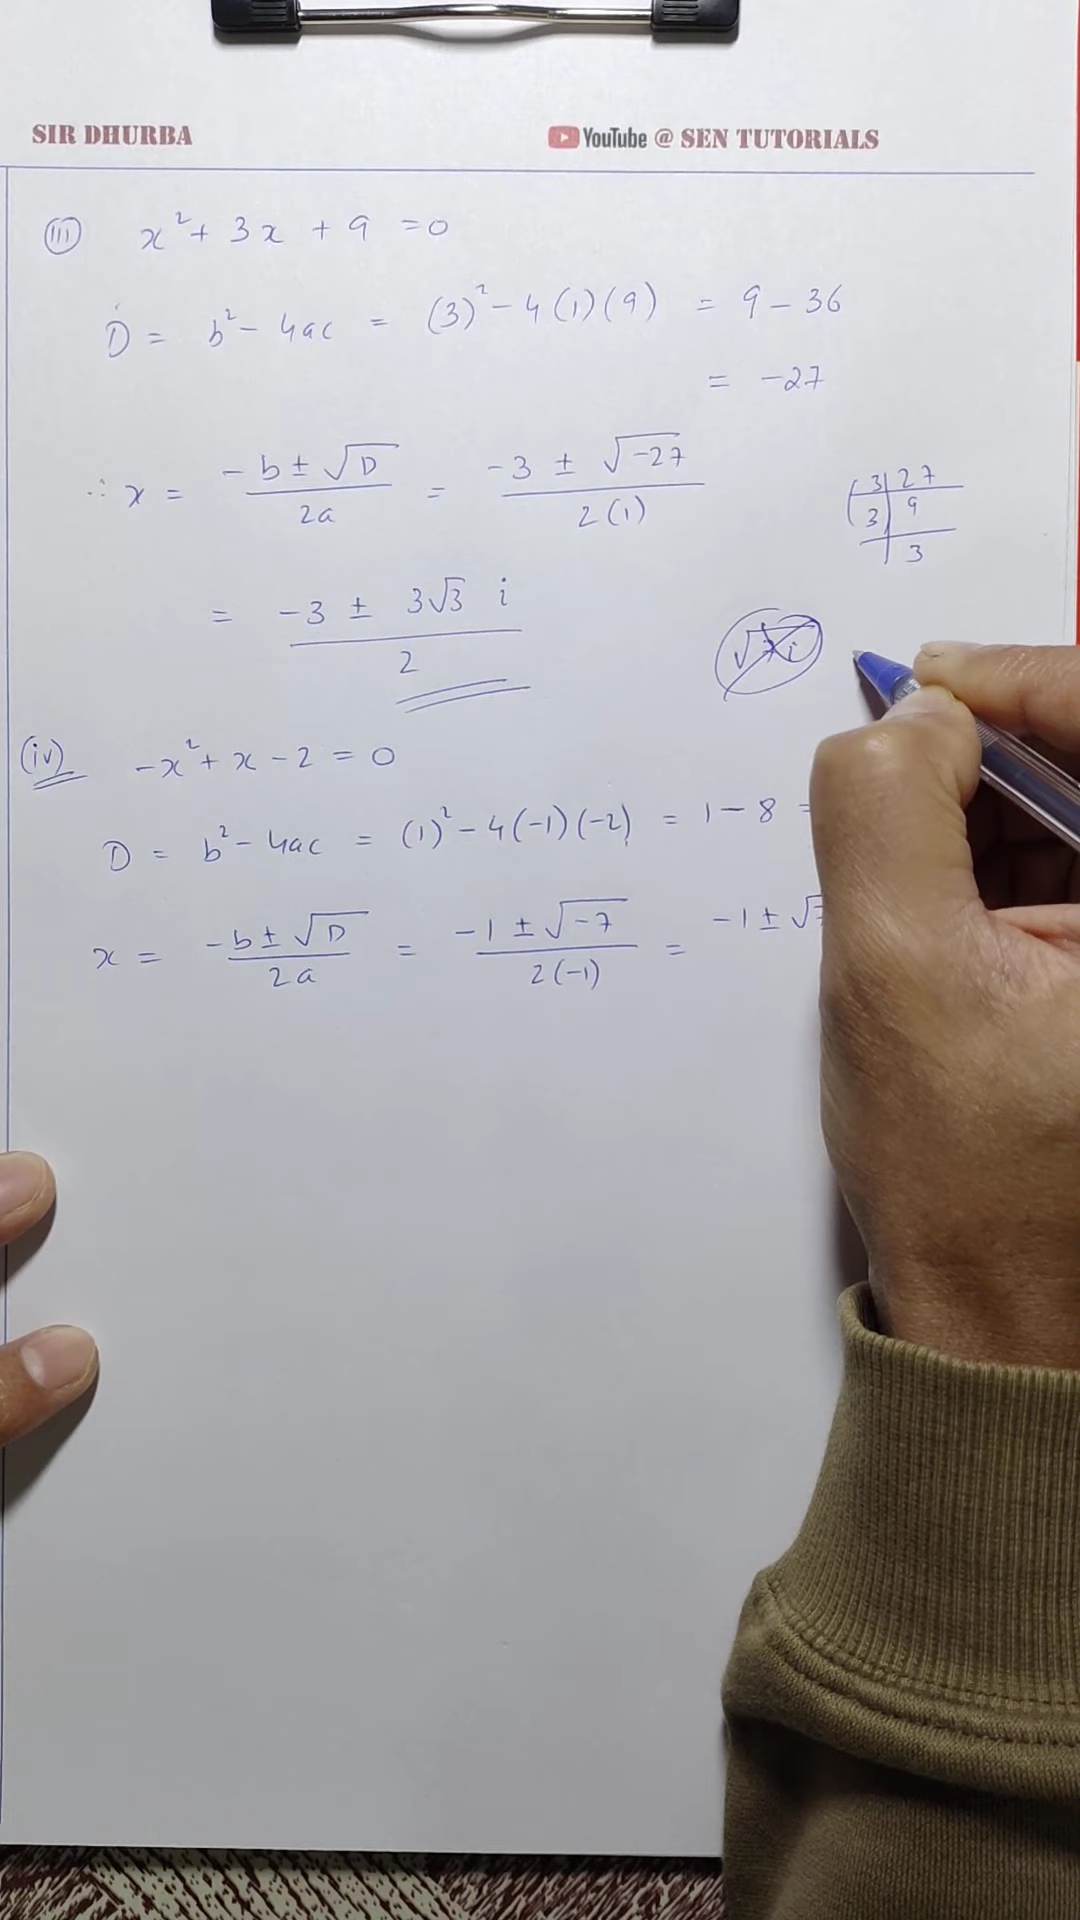 SIR DHURBA
YouTube @ SEN TUTORIALS
(iii) x² + 3x + 9 = 0
D = b² - 4ac = (3)² - 4(1)(9) = 9 - 36
= -27
∴ x = (-b ± √D)/2a = (-3 ± √-27)/2(1)
3 | 27
3 | 9
3
= (-3 ± 3√3 i)/2
(iv) -x² + x - 2 = 0
D = b² - 4ac = (1)² - 4(-1)(-2) = 1 - 8 =
x = (-b ± √D)/2a = (-1 ± √-7)/2(-1) = -1 ± √7